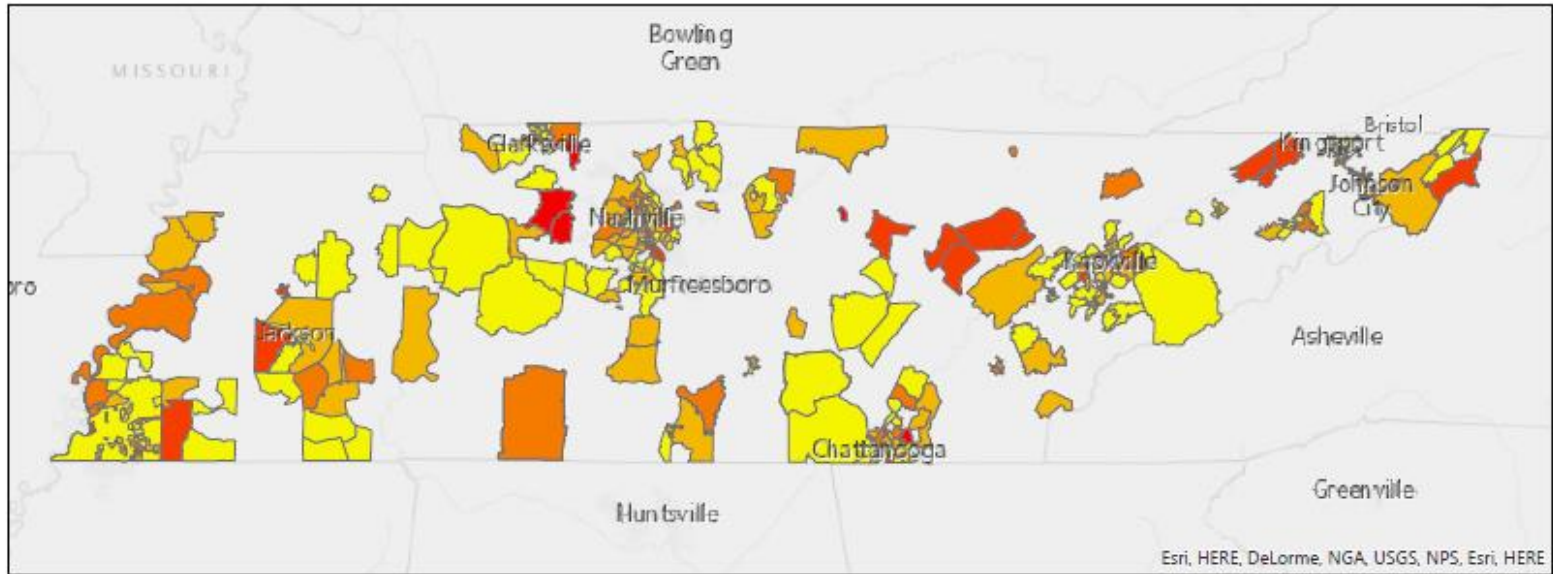 Bowling
Green
MISSOURI
Clarksville
Bristol
Kingsport
Johnson
City
Nashville
Knoxville
Murfreesboro
oro
Jackson
Asheville
Chattanooga
Greenville
Huntsville
Esri, HERE, DeLorme, NGA, USGS, NPS, Esri, HERE